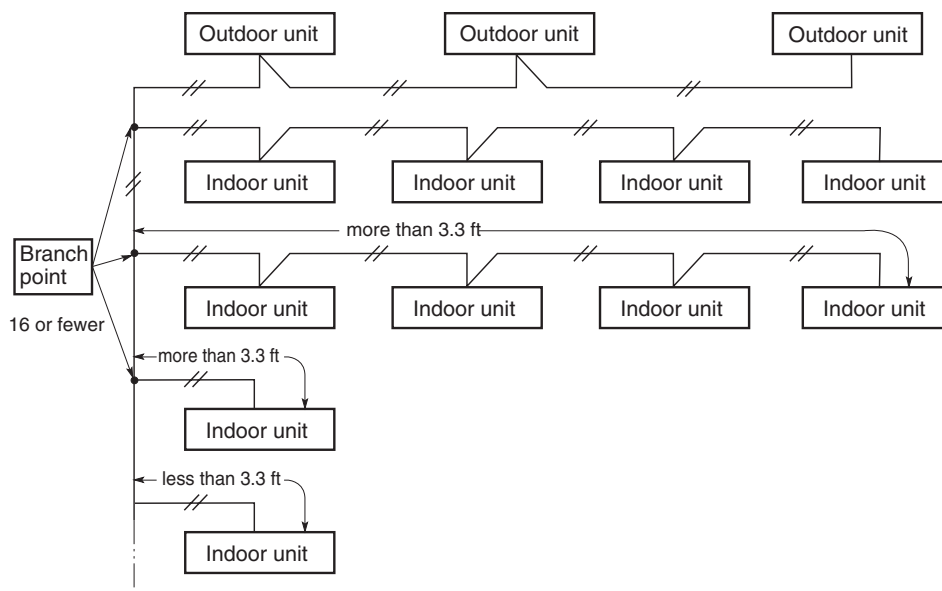 Outdoor unit Outdoor unit Outdoor unit
Indoor unit Indoor unit Indoor unit Indoor unit
more than 3.3 ft
Branch
point
Indoor unit Indoor unit Indoor unit Indoor unit
16 or fewer
more than 3.3 ft
Indoor unit
less than 3.3 ft
Indoor unit